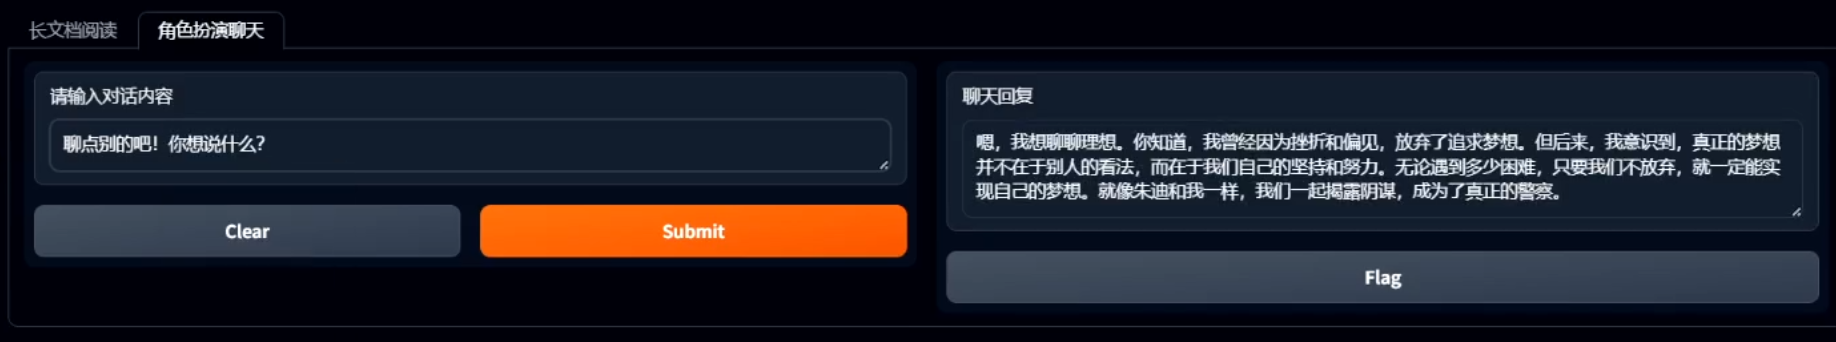 长文档阅读
角色扮演聊天
请输入对话内容
聊点别的吧！你想说什么？
Clear
Submit
聊天回复
嗯，我想聊聊理想。你知道，我曾经因为挫折和偏见，放弃了追求梦想。但后来，我意识到，真正的梦想
并不在于别人的看法，而在于我们自己的坚持和努力。无论遇到多少困难，只要我们不放弃，就一定能实
现自己的梦想。就像朱迪和我一样，我们一起揭露阴谋，成为了真正的警察。
Flag